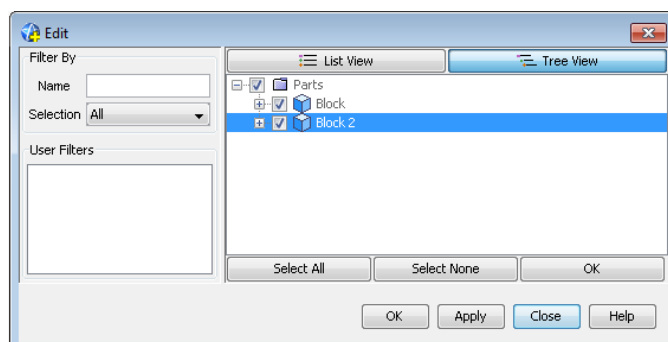 Edit
Filter By
Name
Selection All
User Filters
List View
Tree View
Parts
Block
Block 2
Select All
Select None
OK
OK
Apply
Close
Help